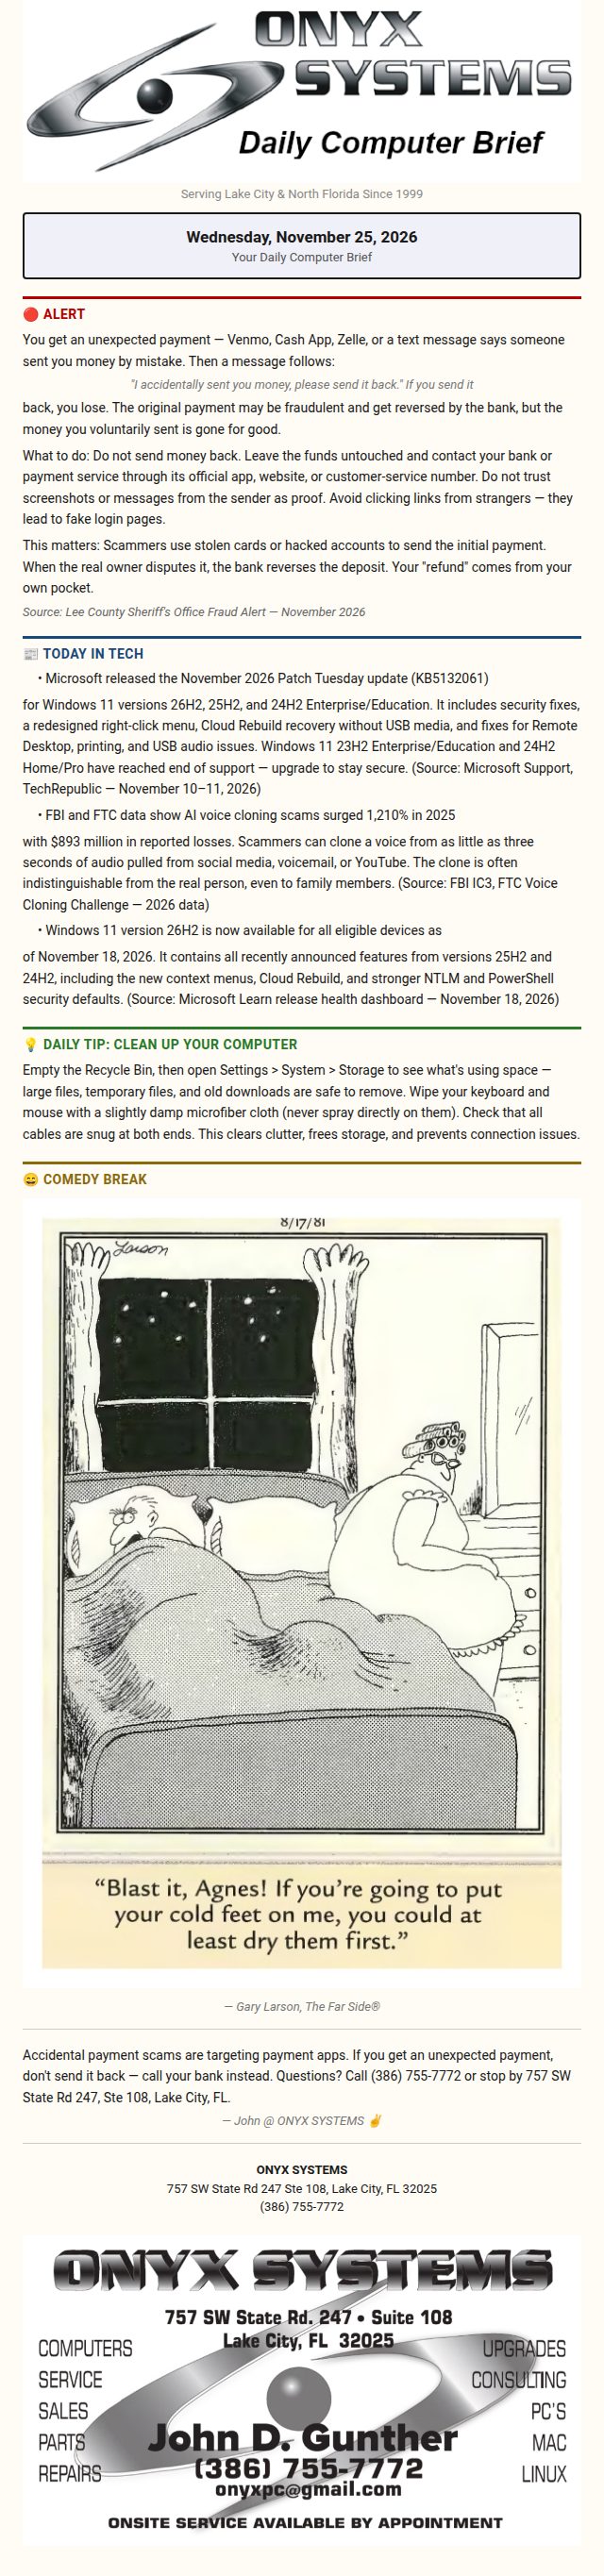 ONYX
SYSTEMS
Daily Computer Brief
Serving Lake City & North Florida Since 1999
Wednesday, November 25, 2026
Your Daily Computer Brief
🔴 ALERT
You get an unexpected payment — Venmo, Cash App, Zelle, or a text message says someone
sent you money by mistake. Then a message follows:
"I accidentally sent you money, please send it back." If you send it
back, you lose. The original payment may be fraudulent and get reversed by the bank, but the
money you voluntarily sent is gone for good.
What to do: Do not send money back. Leave the funds untouched and contact your bank or
payment service through its official app, website, or customer-service number. Do not trust
screenshots or messages from the sender as proof. Avoid clicking links from strangers — they
lead to fake login pages.
This matters: Scammers use stolen cards or hacked accounts to send the initial payment.
When the real owner disputes it, the bank reverses the deposit. Your "refund" comes from your
own pocket.
Source: Lee County Sheriff's Office Fraud Alert — November 2026
📰 TODAY IN TECH
• Microsoft released the November 2026 Patch Tuesday update (KB5132061)
for Windows 11 versions 26H2, 25H2, and 24H2 Enterprise/Education. It includes security fixes,
a redesigned right-click menu, Cloud Rebuild recovery without USB media, and fixes for Remote
Desktop, printing, and USB audio issues. Windows 11 23H2 Enterprise/Education and 24H2
Home/Pro have reached end of support — upgrade to stay secure. (Source: Microsoft Support,
TechRepublic — November 10–11, 2026)
• FBI and FTC data show AI voice cloning scams surged 1,210% in 2025
with $893 million in reported losses. Scammers can clone a voice from as little as three
seconds of audio pulled from social media, voicemail, or YouTube. The clone is often
indistinguishable from the real person, even to family members. (Source: FBI IC3, FTC Voice
Cloning Challenge — 2026 data)
• Windows 11 version 26H2 is now available for all eligible devices as
of November 18, 2026. It contains all recently announced features from versions 25H2 and
24H2, including the new context menus, Cloud Rebuild, and stronger NTLM and PowerShell
security defaults. (Source: Microsoft Learn release health dashboard — November 18, 2026)
💡 DAILY TIP: CLEAN UP YOUR COMPUTER
Empty the Recycle Bin, then open Settings > System > Storage to see what's using space —
large files, temporary files, and old downloads are safe to remove. Wipe your keyboard and
mouse with a slightly damp microfiber cloth (never spray directly on them). Check that all
cables are snug at both ends. This clears clutter, frees storage, and prevents connection issues.
😄 COMEDY BREAK
8/17/81
Larson
“Blast it, Agnes! If you’re going to put
your cold feet on me, you could at
least dry them first.”
— Gary Larson, The Far Side®
Accidental payment scams are targeting payment apps. If you get an unexpected payment,
don't send it back — call your bank instead. Questions? Call (386) 755-7772 or stop by 757 SW
State Rd 247, Ste 108, Lake City, FL.
— John @ ONYX SYSTEMS ✌️
ONYX SYSTEMS
757 SW State Rd 247 Ste 108, Lake City, FL 32025
(386) 755-7772
ONYX SYSTEMS
757 SW State Rd. 247 • Suite 108
Lake City, FL 32025
COMPUTERS
SERVICE
SALES
PARTS
REPAIRS
UPGRADES
CONSULTING
PC'S
MAC
LINUX
John D. Gunther
(386) 755-7772
onyxpc@gmail.com
ONSITE SERVICE AVAILABLE BY APPOINTMENT